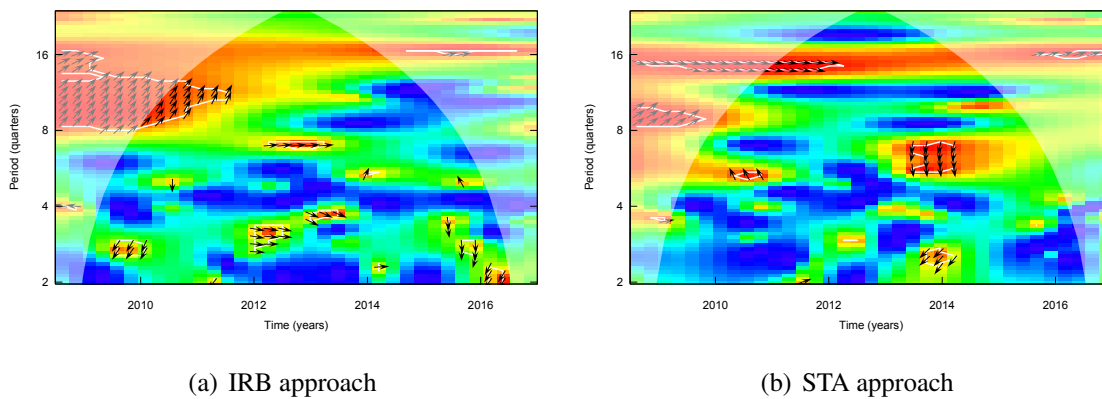 Period (quarters)
16
8
4
2
2010
2012
2014
2016
Time (years)
(a) IRB approach
Period (quarters)
16
8
4
2
2010
2012
2014
2016
Time (years)
(b) STA approach